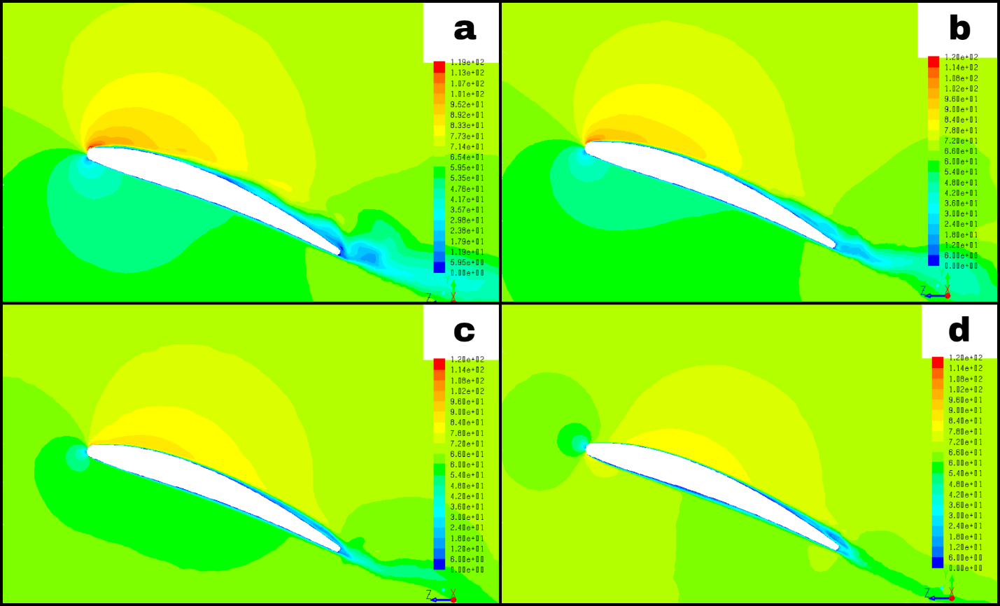 a
1.19e+02
1.13e+02
1.07e+02
1.01e+02
9.52e+01
8.92e+01
8.33e+01
7.73e+01
7.14e+01
6.54e+01
5.95e+01
5.35e+01
4.76e+01
4.17e+01
3.57e+01
2.98e+01
2.38e+01
1.79e+01
1.19e+01
5.95e+00
0.00e+00
Z X
b
1.20e+02
1.14e+02
1.08e+02
1.02e+02
9.60e+01
9.00e+01
8.40e+01
7.80e+01
7.20e+01
6.60e+01
6.00e+01
5.40e+01
4.80e+01
4.20e+01
3.60e+01
3.00e+01
2.40e+01
1.80e+01
1.20e+01
6.00e+00
0.00e+00
Z X
c
1.20e+02
1.14e+02
1.08e+02
1.02e+02
9.60e+01
9.00e+01
8.40e+01
7.80e+01
7.20e+01
6.60e+01
6.00e+01
5.40e+01
4.80e+01
4.20e+01
3.60e+01
3.00e+01
2.40e+01
1.80e+01
1.20e+01
6.00e+00
0.00e+00
Z X
d
1.20e+02
1.14e+02
1.08e+02
1.02e+02
9.60e+01
9.00e+01
8.40e+01
7.80e+01
7.20e+01
6.60e+01
6.00e+01
5.40e+01
4.80e+01
4.20e+01
3.60e+01
3.00e+01
2.40e+01
1.80e+01
1.20e+01
6.00e+00
0.00e+00
Z X